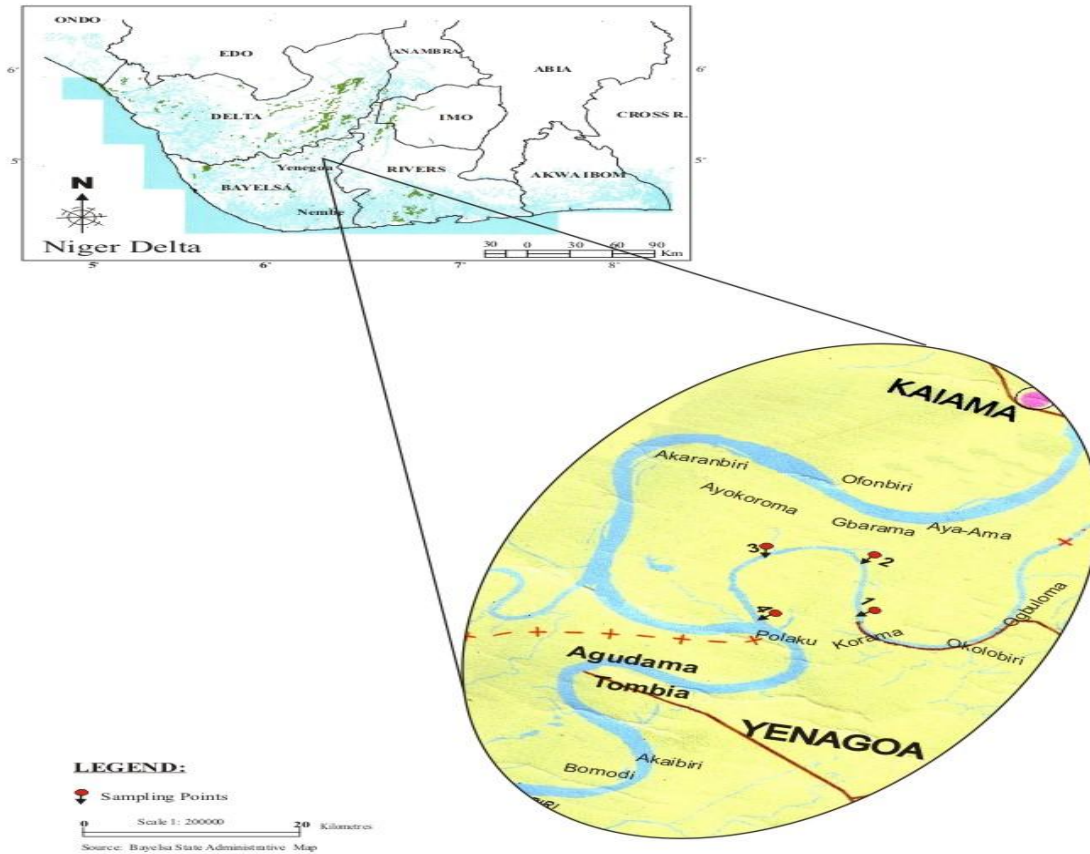 ONDO
EDO
ANAMBRA
6°
6°
ABIA
DELTA
IMO
CROSS R.
5°
5°
Yenegoa
RIVERS
BAYELSA
AKWAIBOM
N
Nembe
Niger Delta
30 0 30 60 90
Km
5° 6° 7° 8°
KAIAMA
Akaranbiri
Ofonbiri
Ayokoroma
Gbarama
Aya-Ama
3
2
1
4
Ogbuloma
Polaku
Korama
Okolobiri
Agudama
Tombia
YENAGOA
Akaibiri
Bomodi
LEGEND:
Sampling Points
Scale 1: 200000
0 20 Kilometres
Source: Bayelsa State Administrative Map